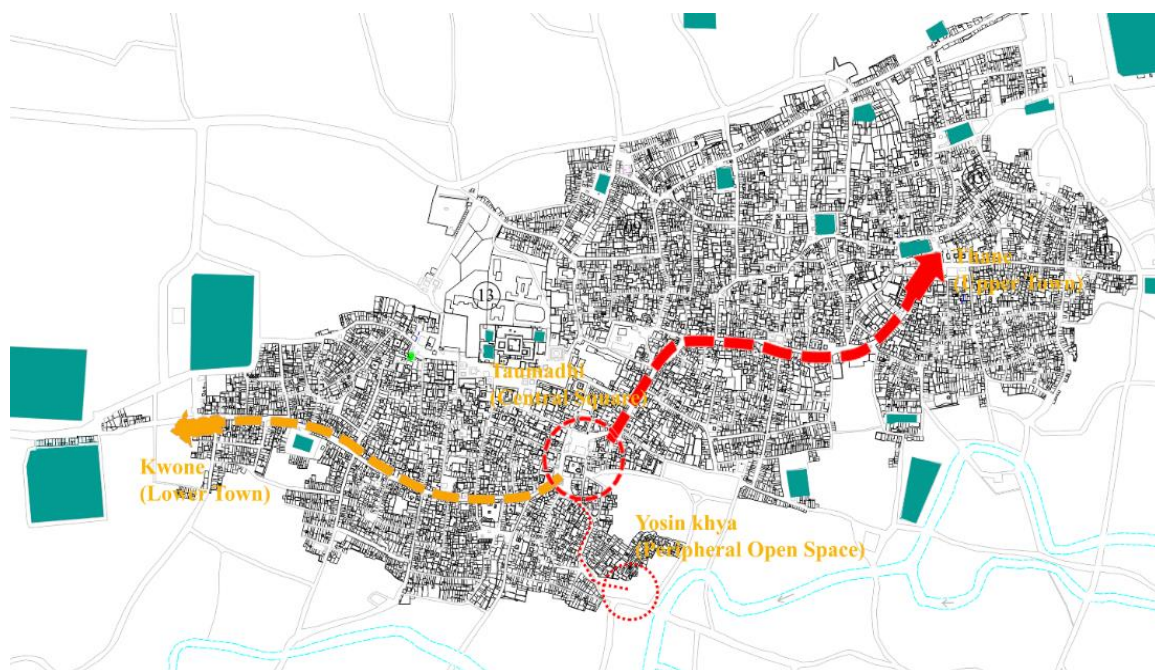 Thane
(Upper Town)
13
Taumadhi
(Central Square)
Kwone
(Lower Town)
Yosin khya
(Peripheral Open Space)